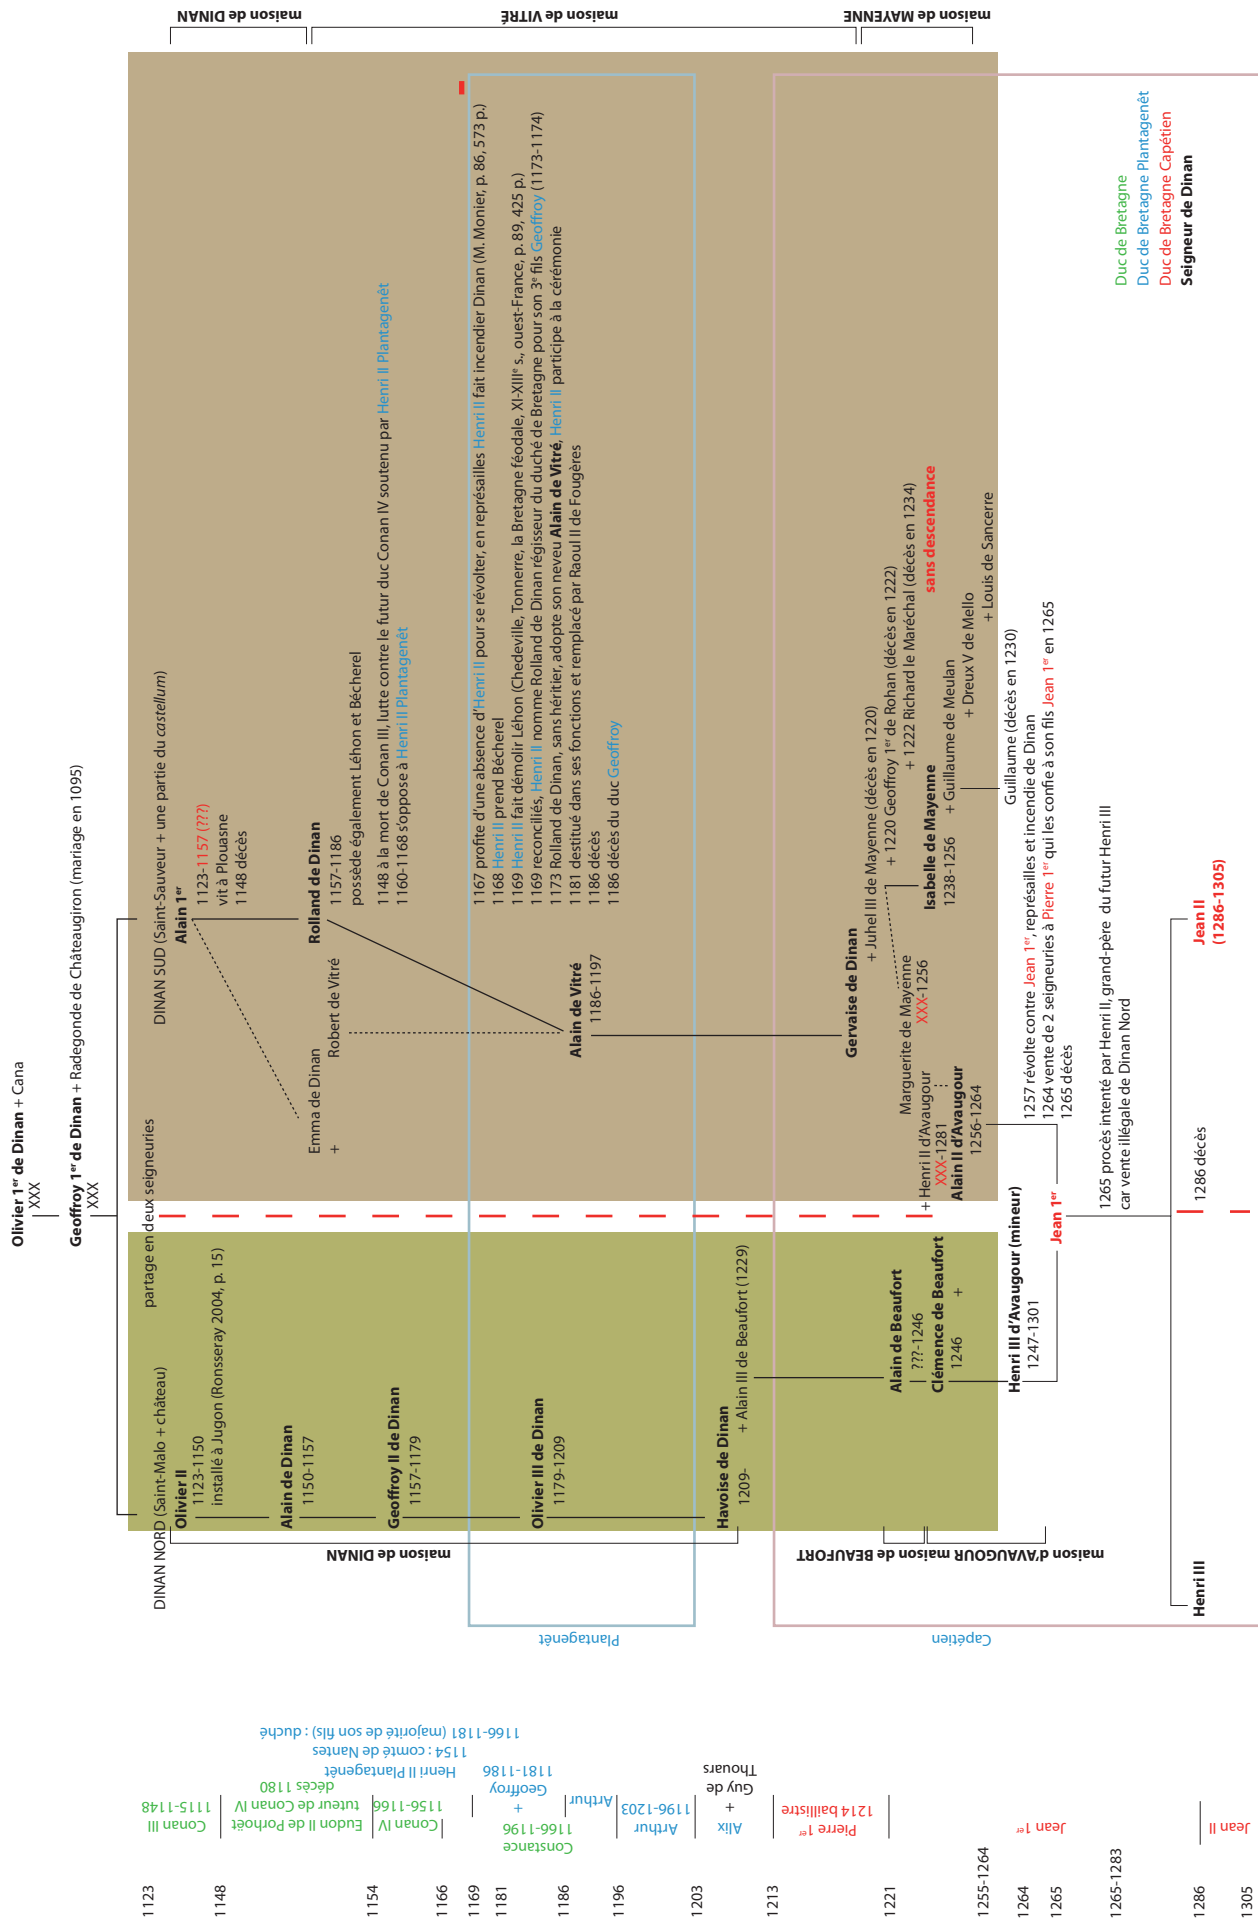 Olivier 1er de Dinan + Cana
XXX
Geoffroy 1er de Dinan + Radegonde de Châteaugiron (mariage en 1095)
XXX
partage en deux seigneuries
DINAN NORD (Saint-Malo + château)
Olivier II
1123-1150
installé à Jugon (Ronsseray 2004, p. 15)
Alain de Dinan
1150-1157
Geoffroy II de Dinan
1157-1179
Olivier III de Dinan
1179-1209
Havoise de Dinan
1209-
+ Alain III de Beaufort (1229)
Alain de Beaufort
???-1246
Clémence de Beaufort
1246
+
Henri III d'Avaugour (mineur)
1247-1301
maison de DINAN
maison de BEAUFORT
maison d'AVAUGOUR
DINAN SUD (Saint-Sauveur + une partie du castellum)
Alain 1er
1123-1157 (???)
vit à Plouasne
1148 décès
Emma de Dinan
+
Robert de Vitré
Rolland de Dinan
1157-1186
possède également Léhon et Bécherel
1148 à la mort de Conan III, lutte contre le futur duc Conan IV soutenu par Henri II Plantagenêt
1160-1168 s'oppose à Henri II Plantagenêt
1167 profite d'une absence d'Henri II pour se révolter, en représailles Henri II fait incendier Dinan (M. Monier, p. 86, 573 p.)
1168 Henri II prend Bécherel
1169 Henri II fait démolir Léhon (Chedeville, Tonnerre, la Bretagne féodale, XI-XIIIe s., ouest-France, p. 89, 425 p.)
1169 reconciliés, Henri II nomme Rolland de Dinan régisseur du duché de Bretagne pour son 3e fils Geoffroy (1173-1174)
1173 Rolland de Dinan, sans héritier, adopte son neveu Alain de Vitré, Henri II participe à la cérémonie
1181 destitué dans ses fonctions et remplacé par Raoul II de Fougères
1186 décès
1186 décès du duc Geoffroy
Alain de Vitré
1186-1197
Gervaise de Dinan
+ Juhel III de Mayenne (décès en 1220)
+ 1220 Geoffroy 1er de Rohan (décès en 1222)
+ 1222 Richard le Maréchal (décès en 1234)
Marguerite de Mayenne
XXX-1256
+ Henri II d'Avaugour
XXX-1281
Alain II d'Avaugour
1256-1264
Isabelle de Mayenne
sans descendance
1238-1256
+ Guillaume de Meulan
+ Dreux V de Mello
+ Louis de Sancerre
Guillaume (décès en 1230)
1257 révolte contre Jean 1er, représailles et incendie de Dinan
1264 vente de 2 seigneuries à Pierre 1er qui les confie à son fils Jean 1er en 1265
1265 décès
Jean 1er
1265 procès intenté par Henri II, grand-père du futur Henri III
car vente illégale de Dinan Nord
Henri III
1286 décès
Jean II
(1286-1305)
maison de DINAN
maison de VITRÉ
maison de MAYENNE
Plantagenêt
Capétien
Duc de Bretagne
Duc de Bretagne Plantagenêt
Duc de Bretagne Capétien
Seigneur de Dinan
1123
1148
1154
1166
1169
1181
1186
1196
1203
1213
1221
1255-1264
1264
1265
1265-1283
1286
1305
Conan III
1115-1148
Eudon II de Porhoët
tuteur de Conan IV
décès 1180
Conan IV
1156-1166
Henri II Plantagenêt
1154 : comté de Nantes
1166-1181 (majorité de son fils) : duché
Constance
1166-1196
+
Geoffroy
1181-1186
Arthur
Arthur
1196-1203
Alix
+
Guy de
Thouars
Pierre 1er
1214 baillistre
Jean 1er
Jean II